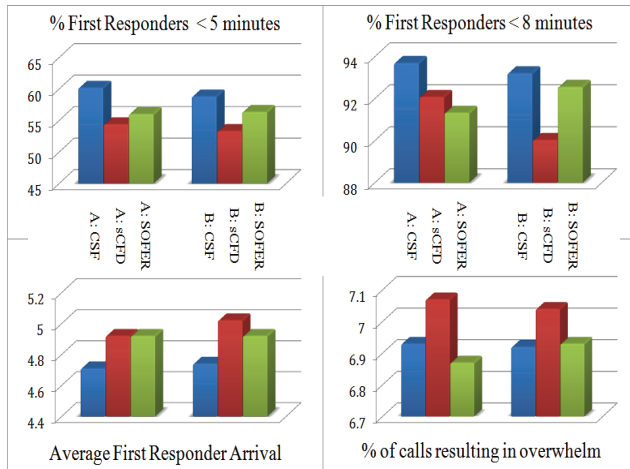 % First Responders < 5 minutes
65
60
55
50
45
% First Responders < 8 minutes
94
92
90
88
A: CSF
A: sCFD
A: SOFER
B: CSF
B: sCFD
B: SOFER
A: CSF
A: sCFD
A: SOFER
B: CSF
B: sCFD
B: SOFER
5.2
5
4.8
4.6
4.4
Average First Responder Arrival
7.1
7
6.9
6.8
6.7
% of calls resulting in overwhelm